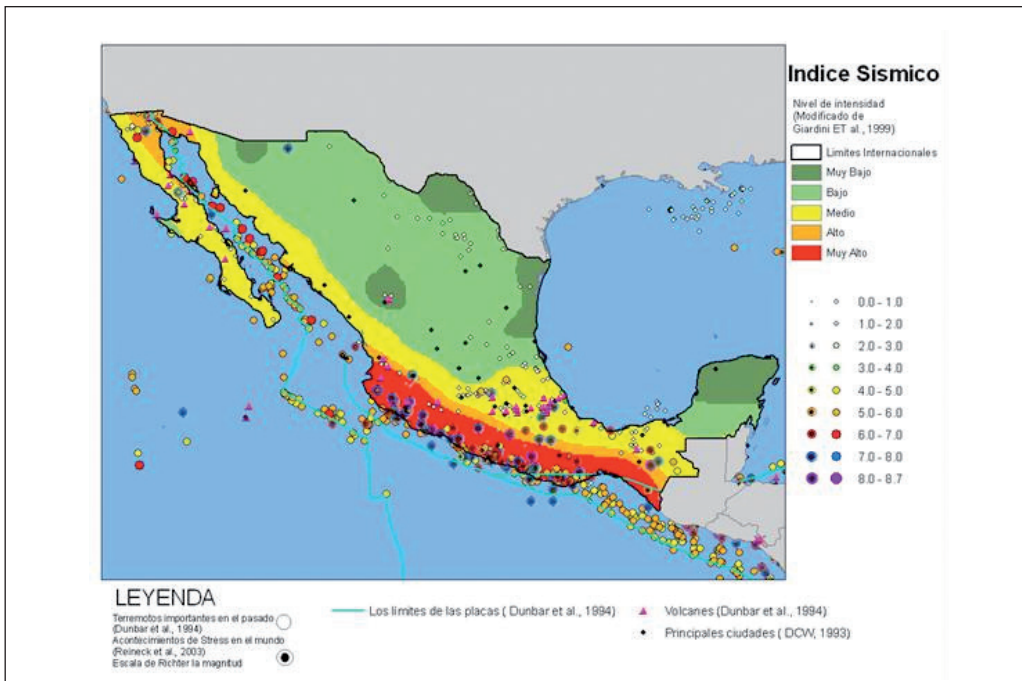 Indice Sismico
Nivel de intensidad
(Modificado de
Giardini ET al., 1999)
Limites Internacionales
Muy Bajo
Bajo
Medio
Alto
Muy Alto
0.0 - 1.0
1.0 - 2.0
2.0 - 3.0
3.0 - 4.0
4.0 - 5.0
5.0 - 6.0
6.0 - 7.0
7.0 - 8.0
8.0 - 8.7
LEYENDA
Terremotos importantes en el pasado
(Dunbar et al., 1994)
Acontecimientos de Stress en el mundo
(Reineck et al., 2003)
Escala de Richter la magnitud
Los limites de las placas ( Dunbar et al., 1994)
Volcanes (Dunbar et al., 1994)
Principales ciudades ( DCW, 1993)